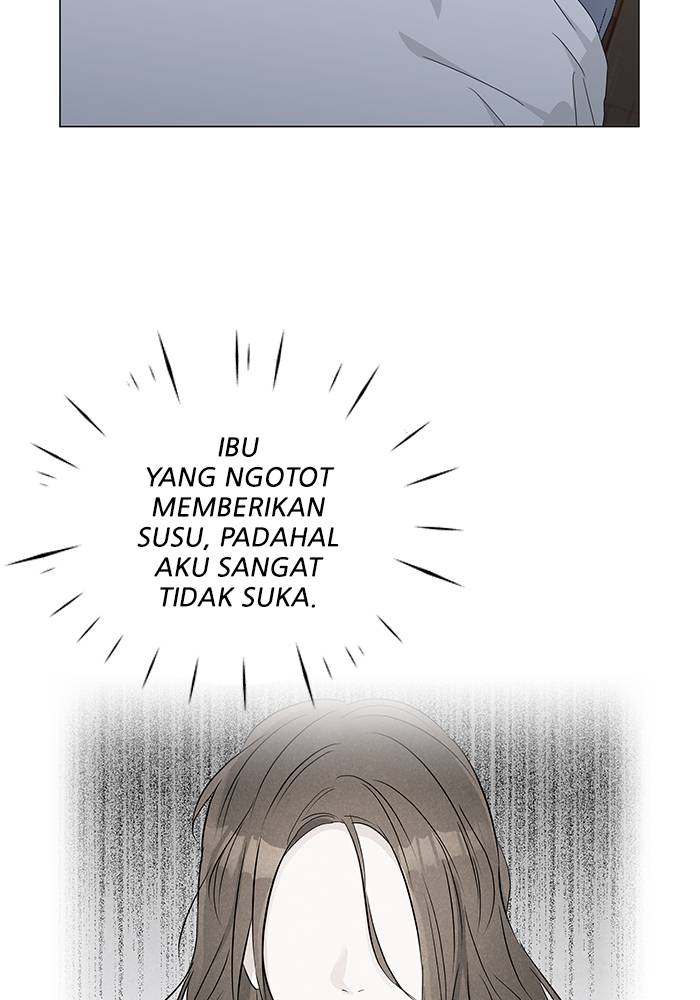 IBU
YANG NGOTOT
MEMBERIKAN
SUSU, PADAHAL
AKU SANGAT
TIDAK SUKA.